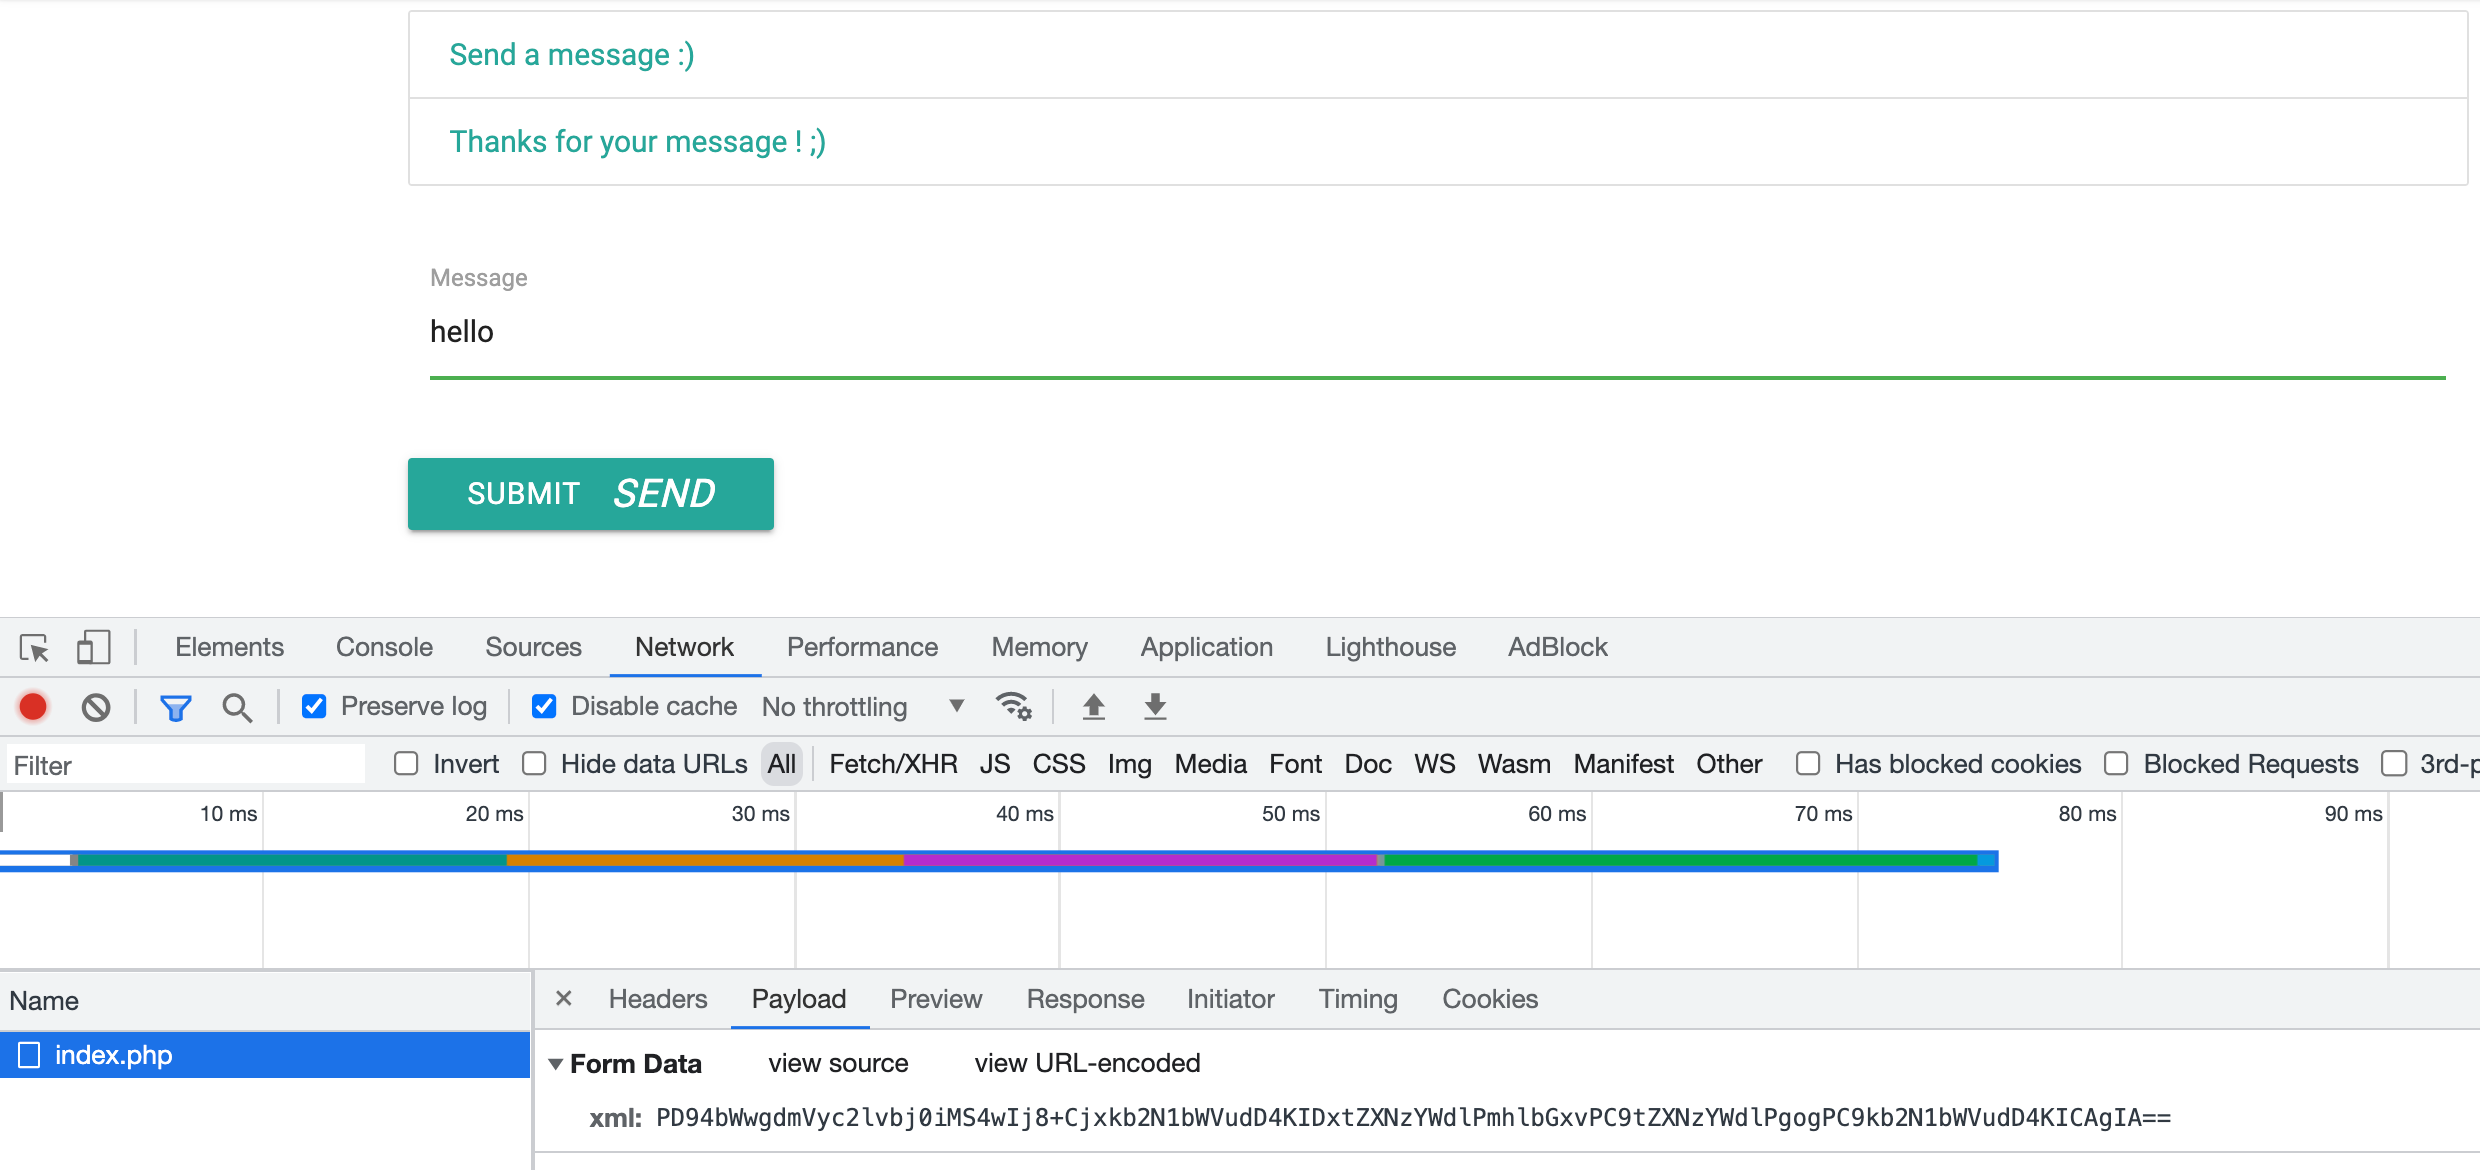 Send a message :)
Thanks for your message ! ;)
Message
hello
SUBMIT SEND
Elements Console Sources Network Performance Memory Application Lighthouse AdBlock
Preserve log Disable cache No throttling
Filter Invert Hide data URLs All Fetch/XHR JS CSS Img Media Font Doc WS Wasm Manifest Other Has blocked cookies Blocked Requests 3rd-p
10 ms 20 ms 30 ms 40 ms 50 ms 60 ms 70 ms 80 ms 90 ms
Name × Headers Payload Preview Response Initiator Timing Cookies
index.php Form Data view source view URL-encoded
xml: PD94bWwgdmVyc2lvbj0iMS4wIj8+Cjxkb2N1bWVudD4KIDxtZXNzYWdlPmhlbGxvPC9tZXNzYWdlPgogPC9kb2N1bWVudD4KICAgIA==